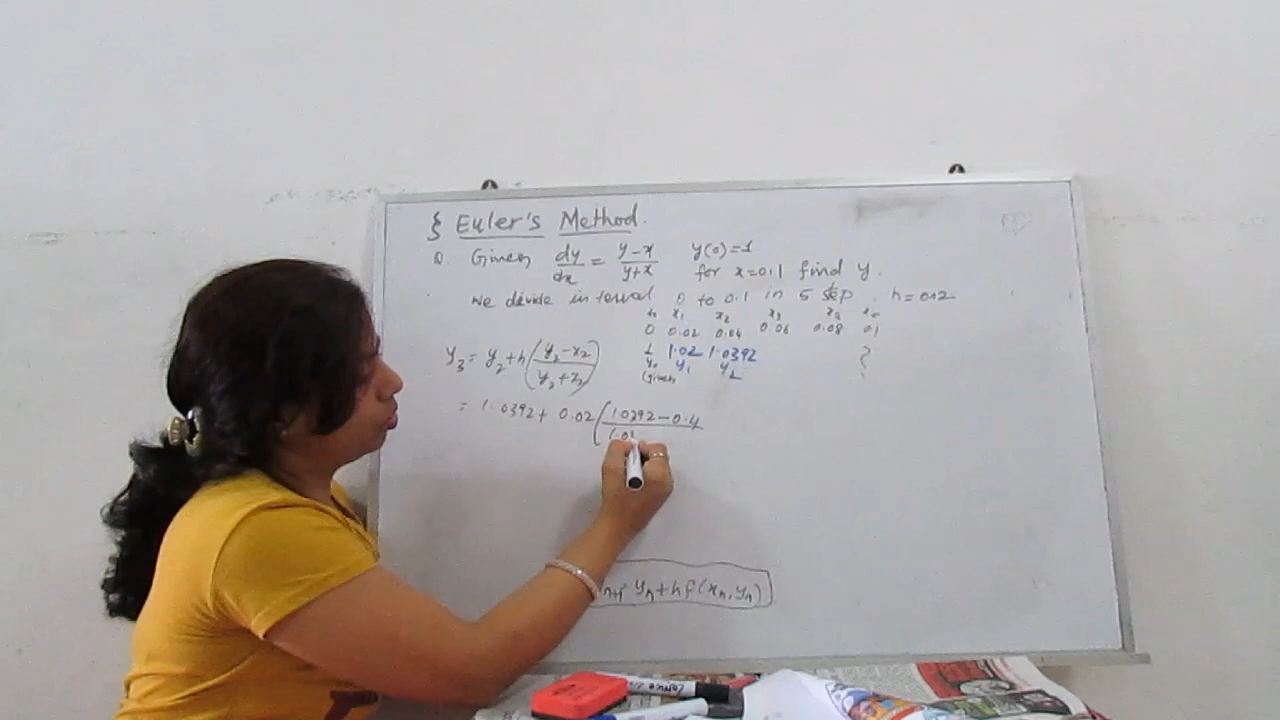 § Euler's Method.
Q. Given dy/dx = y-x/y+x y(0)=1
for x=0.1 find y.
We divide interval 0 to 0.1 in 5 step, h=0.02
x₁ x₂ x₃ x₄ x₅
0 0.02 0.04 0.06 0.08 0.1
1 1.02 1.0392 ?
y₀ y₁ y₂
Given
y₃ = y₂+h(y₂-x₂/y₂+x₂)
= 1.0392+ 0.02(1.0392-0.4/1.03
yₙ+hf(xₙ,yₙ)